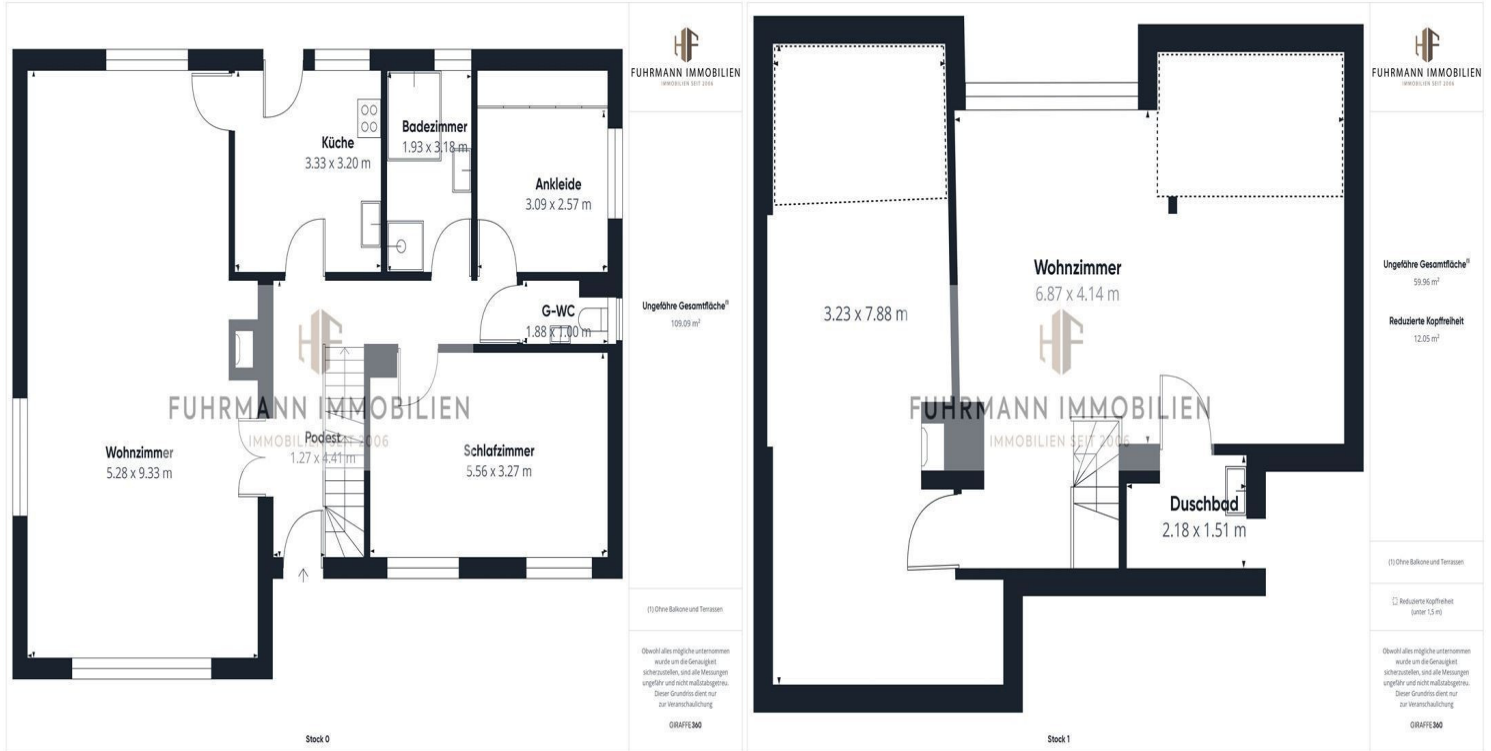 Küche
3.33 x 3.20 m
Badezimmer
1.93 x 3.18 m
Ankleide
3.09 x 2.57 m
G-WC
1.88 x 1.00 m
FUHRMANN IMMOBILIEN
IMMOBILIEN SEIT 2006
Podest
1.27 x 4.41 m
Wohnzimmer
5.28 x 9.33 m
Schlafzimmer
5.56 x 3.27 m
Stock 0
FUHRMANN IMMOBILIEN
IMMOBILIEN SEIT 2006
Ungefähre Gesamtfläche(1)
109.09 m²
(1) Ohne Balkone und Terrassen
Obwohl alles mögliche unternommen
wurde um die Genauigkeit
sicherzustellen, sind alle Messungen
ungefähr und nicht maßstabsgetreu.
Dieser Grundriss dient nur
zur Veranschaulichung
GIRAFFE360
Wohnzimmer
6.87 x 4.14 m
3.23 x 7.88 m
FUHRMANN IMMOBILIEN
IMMOBILIEN SEIT 2006
Duschbad
2.18 x 1.51 m
Stock 1
FUHRMANN IMMOBILIEN
IMMOBILIEN SEIT 2006
Ungefähre Gesamtfläche(1)
59.96 m²
Reduzierte Kopffreiheit
12.05 m²
(1) Ohne Balkone und Terrassen
Reduzierte Kopffreiheit
(unter 1,5 m)
Obwohl alles mögliche unternommen
wurde um die Genauigkeit
sicherzustellen, sind alle Messungen
ungefähr und nicht maßstabsgetreu.
Dieser Grundriss dient nur
zur Veranschaulichung
GIRAFFE360